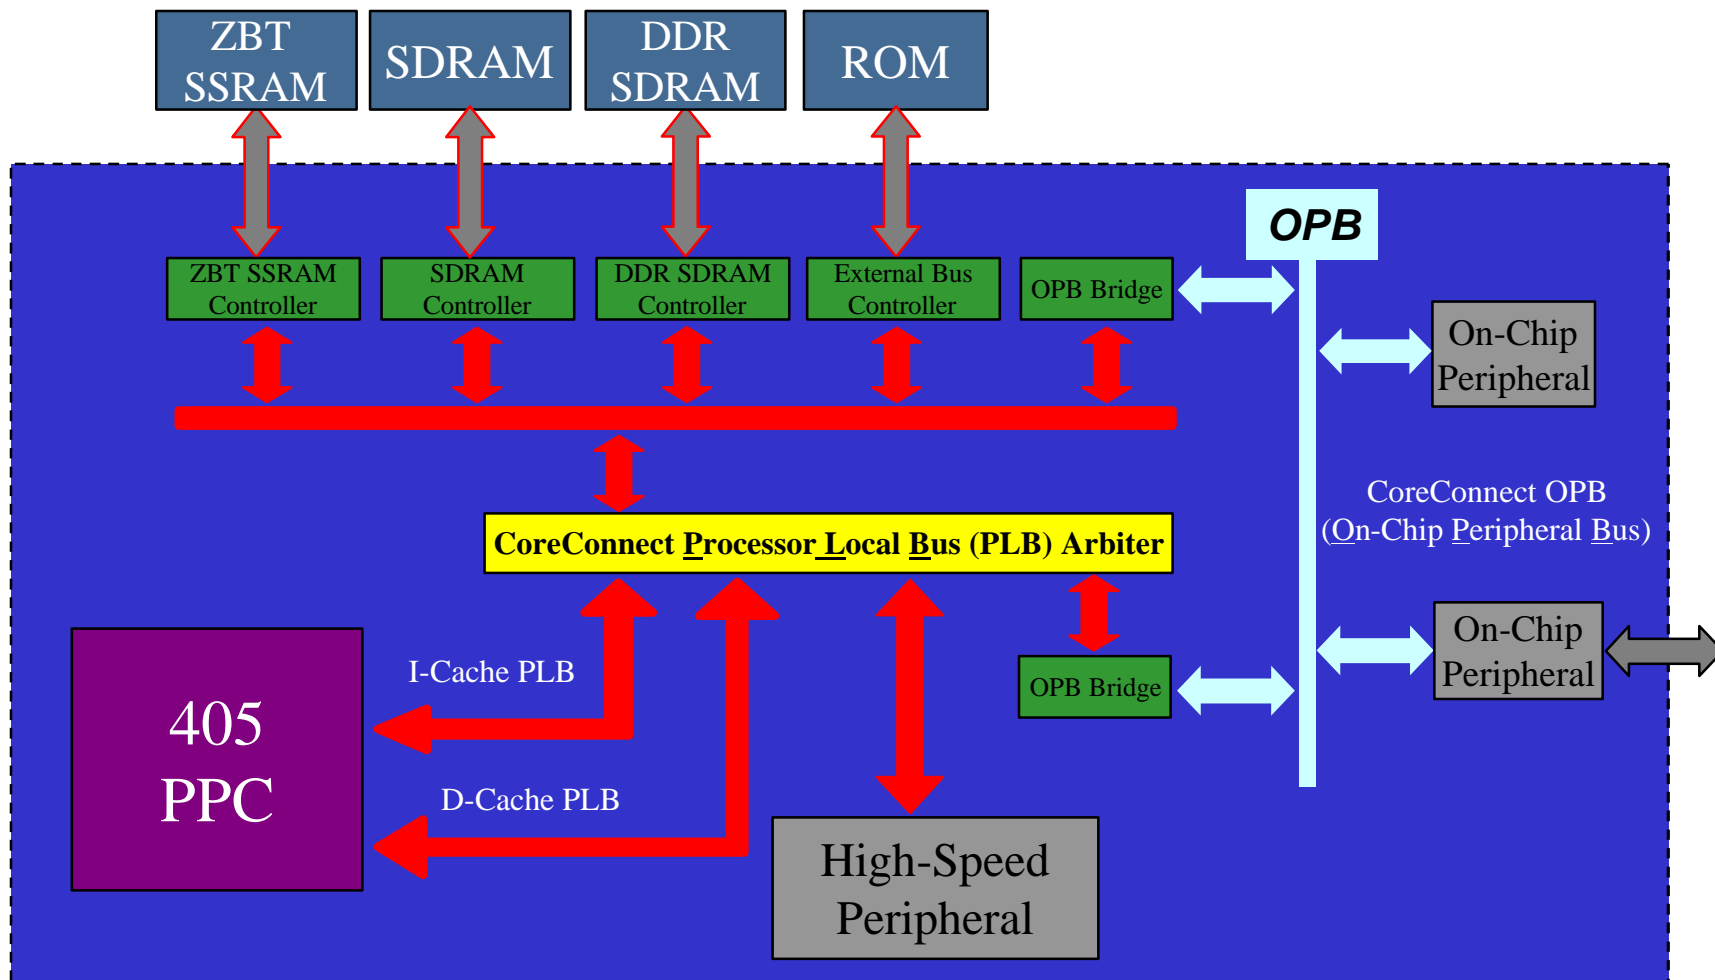 ZBT
SSRAM
SDRAM
DDR
SDRAM
ROM
OPB
ZBT SSRAM
Controller
SDRAM
Controller
DDR SDRAM
Controller
External Bus
Controller
OPB Bridge
On-Chip
Peripheral
CoreConnect OPB
(On-Chip Peripheral Bus)
CoreConnect Processor Local Bus (PLB) Arbiter
On-Chip
Peripheral
I-Cache PLB
OPB Bridge
405
PPC
D-Cache PLB
High-Speed
Peripheral